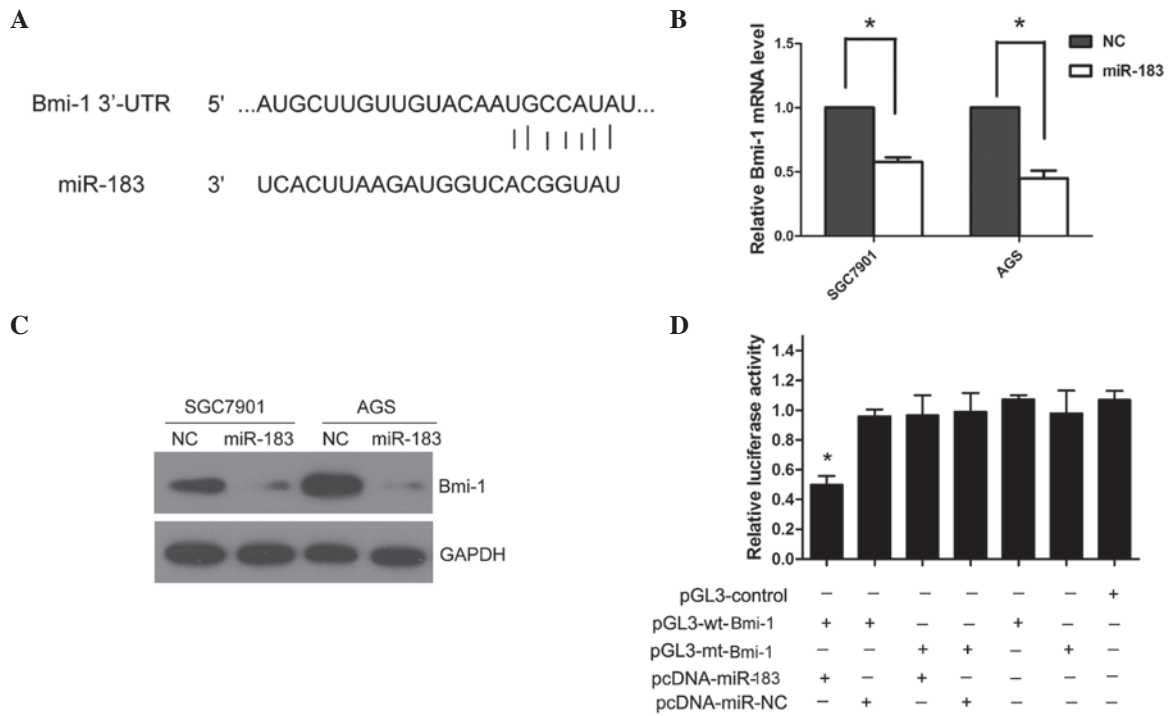 A
Bmi-1 3'-UTR 5' ...AUGCUUGUUGUACAAUGCCAUAU...
miR-183 3' UCACUUAAGAUGGUCACGGUAU
B
Relative Bmi-1 mRNA level
1.5
1.0
0.5
0.0
*
*
NC
miR-183
SGC7901
AGS
C
SGC7901 AGS
NC miR-183 NC miR-183
Bmi-1
GAPDH
D
Relative luciferase activity
1.4
1.2
1.0
0.8
0.6
0.4
0.2
0.0
*
pGL3-control – – – – – – +
pGL3-wt-Bmi-1 + + – – + – –
pGL3-mt-Bmi-1 – – + + – + –
pcDNA-miR-183 + – + – – – –
pcDNA-miR-NC – + – + – – –